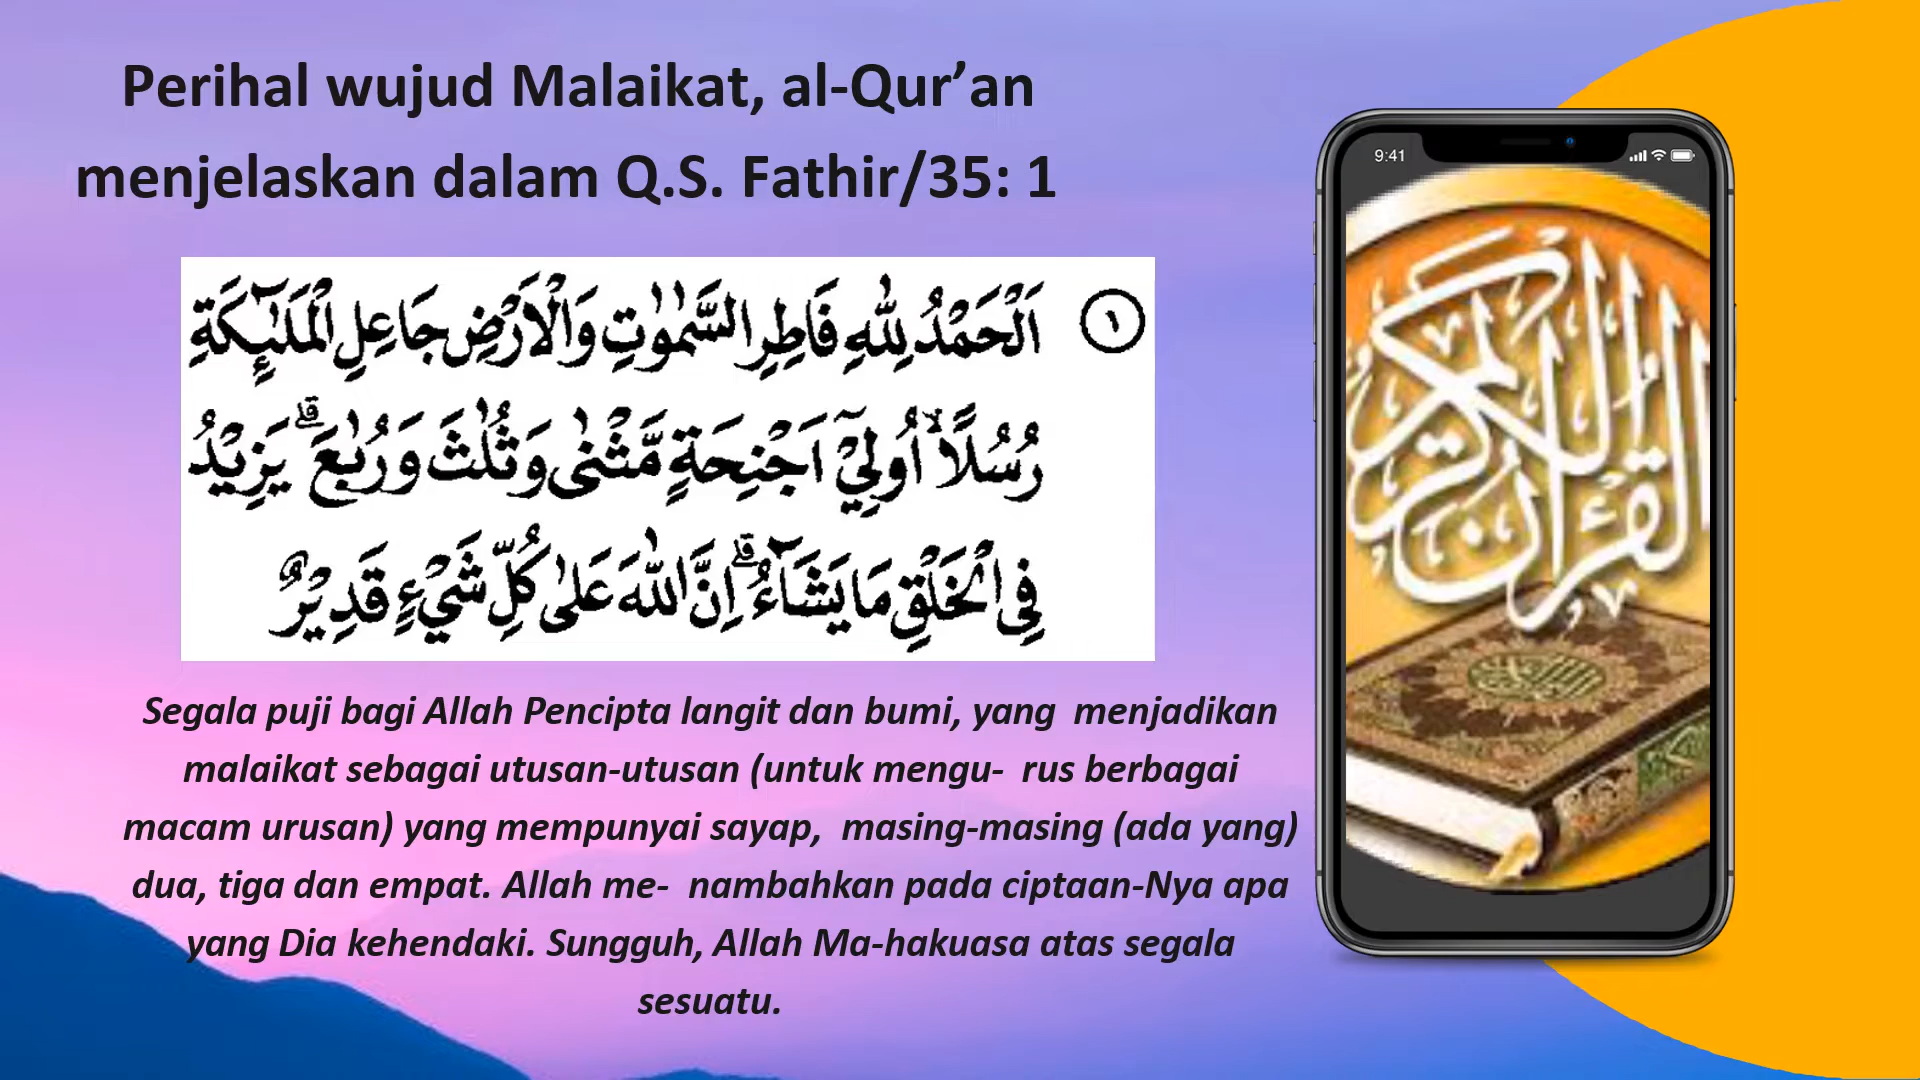 Perihal wujud Malaikat, al-Qur’an
menjelaskan dalam Q.S. Fathir/35: 1
١ اَلْحَمْدُ لِلّٰهِ فَاطِرِ السَّمٰوٰتِ وَالْاَرْضِ جَاعِلِ الْمَلٰۤىِٕكَةِ
رُسُلًاۙ اُولِيْٓ اَجْنِحَةٍ مَّثْنٰى وَثُلٰثَ وَرُبٰعَۗ يَزِيْدُ
فِى الْخَلْقِ مَا يَشَاۤءُۗ اِنَّ اللّٰهَ عَلٰى كُلِّ شَيْءٍ قَدِيْرٌ
Segala puji bagi Allah Pencipta langit dan bumi, yang menjadikan
malaikat sebagai utusan-utusan (untuk mengu- rus berbagai
macam urusan) yang mempunyai sayap, masing-masing (ada yang)
dua, tiga dan empat. Allah me- nambahkan pada ciptaan-Nya apa
yang Dia kehendaki. Sungguh, Allah Ma-hakuasa atas segala
sesuatu.
9:41
القرآن الكريم